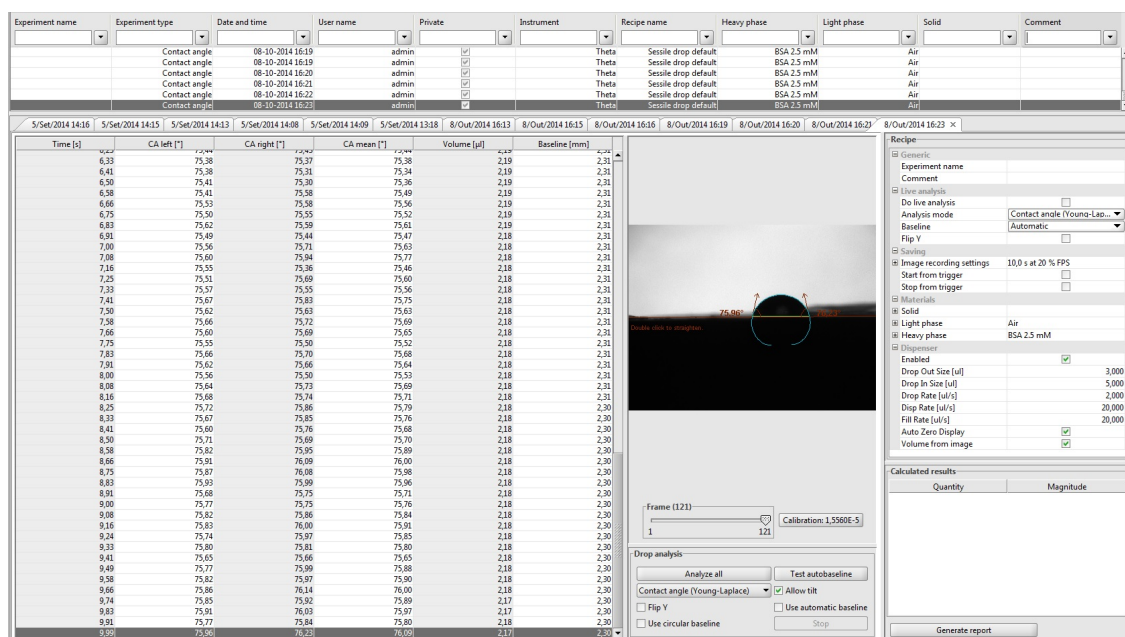 Experiment name Experiment type Date and time User name Private Instrument Recipe name Heavy phase Light phase Solid Comment
Contact angle 08-10-2014 16:19 admin Theta Sessile drop default BSA 2.5 mM Air
Contact angle 08-10-2014 16:19 admin Theta Sessile drop default BSA 2.5 mM Air
Contact angle 08-10-2014 16:20 admin Theta Sessile drop default BSA 2.5 mM Air
Contact angle 08-10-2014 16:21 admin Theta Sessile drop default BSA 2.5 mM Air
Contact angle 08-10-2014 16:22 admin Theta Sessile drop default BSA 2.5 mM Air
Contact angle 08-10-2014 16:23 admin Theta Sessile drop default BSA 2.5 mM Air
5/Set/2014 14:16 5/Set/2014 14:15 5/Set/2014 14:13 5/Set/2014 14:08 5/Set/2014 14:09 5/Set/2014 13:18 8/Out/2014 16:13 8/Out/2014 16:15 8/Out/2014 16:16 8/Out/2014 16:19 8/Out/2014 16:20 8/Out/2014 16:21 8/Out/2014 16:23 ×
Time [s] CA left [°] CA right [°] CA mean [°] Volume [µl] Baseline [mm]
6,33 75,38 75,37 75,38 2,19 2,31
6,41 75,38 75,31 75,34 2,19 2,31
6,50 75,41 75,30 75,36 2,19 2,31
6,58 75,41 75,58 75,49 2,19 2,31
6,66 75,53 75,58 75,56 2,19 2,31
6,75 75,50 75,55 75,52 2,19 2,31
6,83 75,62 75,59 75,61 2,19 2,31
6,91 75,49 75,44 75,47 2,18 2,31
7,00 75,56 75,71 75,63 2,18 2,31
7,08 75,60 75,94 75,77 2,18 2,31
7,16 75,55 75,36 75,46 2,18 2,31
7,25 75,51 75,69 75,60 2,18 2,31
7,33 75,57 75,55 75,56 2,18 2,31
7,41 75,67 75,83 75,75 2,18 2,31
7,50 75,62 75,63 75,63 2,18 2,31
7,58 75,66 75,72 75,69 2,18 2,31
7,66 75,60 75,69 75,65 2,18 2,31
7,75 75,55 75,50 75,52 2,18 2,31
7,83 75,66 75,70 75,68 2,18 2,31
7,91 75,62 75,66 75,64 2,18 2,31
8,00 75,56 75,50 75,53 2,18 2,31
8,08 75,64 75,73 75,69 2,18 2,31
8,16 75,68 75,74 75,71 2,18 2,31
8,25 75,72 75,86 75,79 2,18 2,30
8,33 75,67 75,85 75,76 2,18 2,30
8,41 75,60 75,76 75,68 2,18 2,30
8,50 75,71 75,69 75,70 2,18 2,30
8,58 75,82 75,95 75,89 2,18 2,30
8,66 75,91 76,09 76,00 2,18 2,30
8,75 75,87 76,08 75,98 2,18 2,30
8,83 75,93 75,99 75,96 2,18 2,30
8,91 75,68 75,75 75,71 2,18 2,30
9,00 75,77 75,75 75,76 2,18 2,30
9,08 75,82 75,86 75,84 2,18 2,30
9,16 75,83 76,00 75,91 2,18 2,30
9,24 75,74 75,97 75,85 2,18 2,30
9,33 75,80 75,81 75,80 2,18 2,30
9,41 75,65 75,66 75,65 2,18 2,30
9,49 75,77 75,99 75,88 2,18 2,30
9,58 75,82 75,97 75,90 2,18 2,30
9,66 75,86 76,14 76,00 2,18 2,30
9,74 75,85 75,92 75,89 2,17 2,30
9,83 75,91 76,03 75,97 2,17 2,30
9,91 75,77 75,84 75,80 2,18 2,30
9,99 75,96 76,23 76,09 2,17 2,30
75,96°
Double click to straighten
Frame (121)
1 121
Calibration: 1,5560E-5
Drop analysis
Analyze all Test autobaseline
Contact angle (Young-Laplace) Allow tilt
Flip Y Use automatic baseline
Use circular baseline Stop
Recipe
Generic
Experiment name
Comment
Live analysis
Do live analysis
Analysis mode Contact angle (Young-Lap...
Baseline Automatic
Flip Y
Saving
Image recording settings 10,0 s at 20 % FPS
Start from trigger
Stop from trigger
Materials
Solid
Light phase Air
Heavy phase BSA 2.5 mM
Dispenser
Enabled
Drop Out Size [ul] 3,000
Drop In Size [ul] 5,000
Drop Rate [ul/s] 2,000
Disp Rate [ul/s] 20,000
Fill Rate [ul/s] 20,000
Auto Zero Display
Volume from image
Calculated results
Quantity Magnitude
Generate report